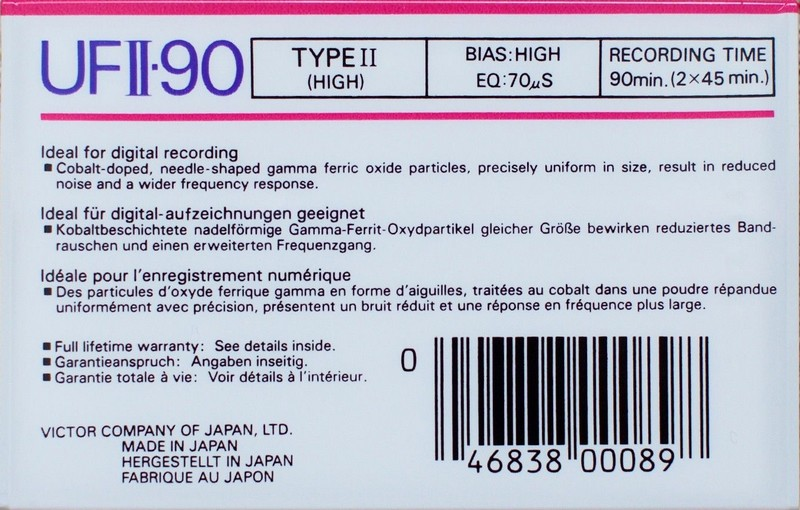 UFII·90
TYPE II
(HIGH)
BIAS:HIGH
EQ:70μS
RECORDING TIME
90min.(2×45 min.)
Ideal for digital recording
■ Cobalt-doped, needle-shaped gamma ferric oxide particles, precisely uniform in size, result in reduced
noise and a wider frequency response.
Ideal für digital-aufzeichnungen geeignet
■ Kobaltbeschichtete nadelförmige Gamma-Ferrit-Oxydpartikel gleicher Größe bewirken reduziertes Band-
rauschen und einen erweiterten Frequenzgang.
Idéale pour l'enregistrement numérique
■ Des particules d'oxyde ferrique gamma en forme d'aiguilles, traitées au cobalt dans une poudre répandue
uniformément avec précision, présentent un bruit réduit et une réponse en fréquence plus large.
■ Full lifetime warranty: See details inside.
■ Garantieanspruch: Angaben inseitig.
■ Garantie totale à vie: Voir détails à l'intérieur.
VICTOR COMPANY OF JAPAN, LTD.
MADE IN JAPAN
HERGESTELLT IN JAPAN
FABRIQUE AU JAPON
0 46838 00089